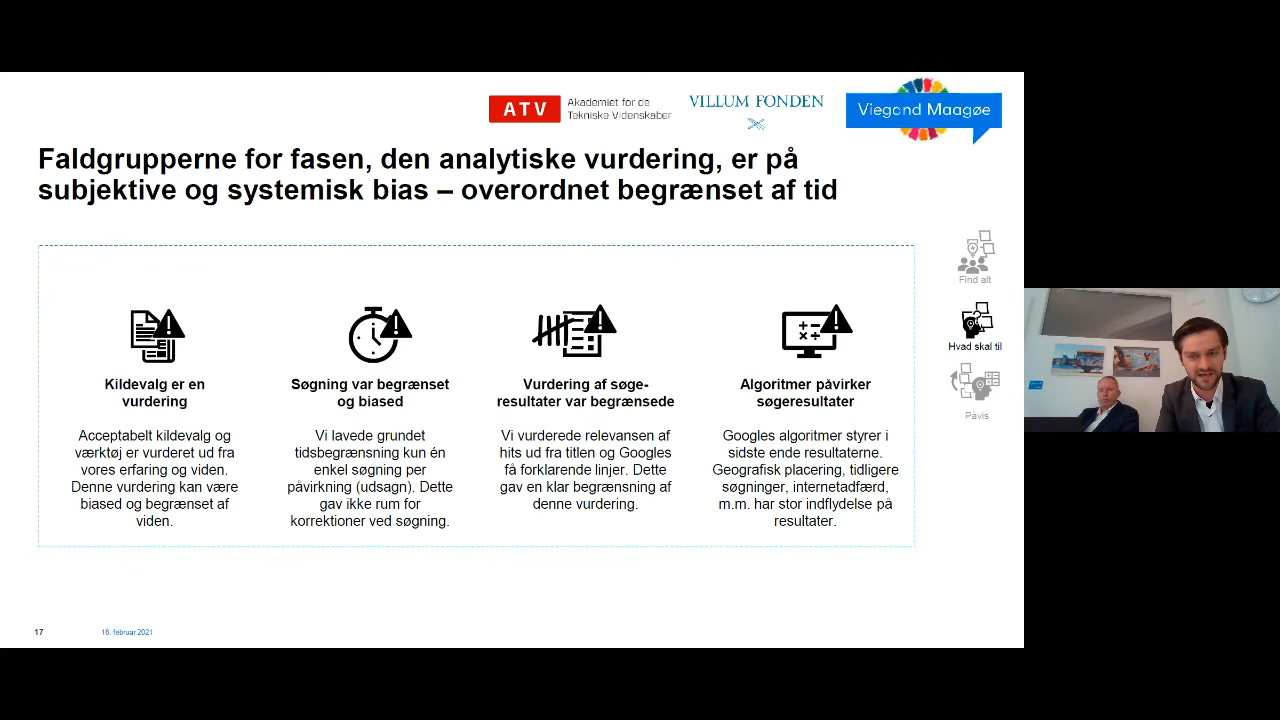 ATV
Akademiet for de
Tekniske Videnskaber
VILLUM FONDEN
Viegand Maagøe
Faldgrupperne for fasen, den analytiske vurdering, er på
subjektive og systemisk bias – overordnet begrænset af tid
Find alt
Hvad skal til
Påvis
Kildevalg er en
vurdering
Acceptabelt kildevalg og
værktøj er vurderet ud fra
vores erfaring og viden.
Denne vurdering kan være
biased og begrænset af
viden.
Søgning var begrænset
og biased
Vi lavede grundet
tidsbegrænsning kun én
enkel søgning per
påvirkning (udsagn). Dette
gav ikke rum for
korrektioner ved søgning.
Vurdering af søge-
resultater var begrænsede
Vi vurderede relevansen af
hits ud fra titlen og Googles
få forklarende linjer. Dette
gav en klar begrænsning af
denne vurdering.
Algoritmer påvirker
søgeresultater
Googles algoritmer styrer i
sidste ende resultaterne.
Geografisk placering, tidligere
søgninger, internetadfærd,
m.m. har stor indflydelse på
resultater.
17
18. februar 2021